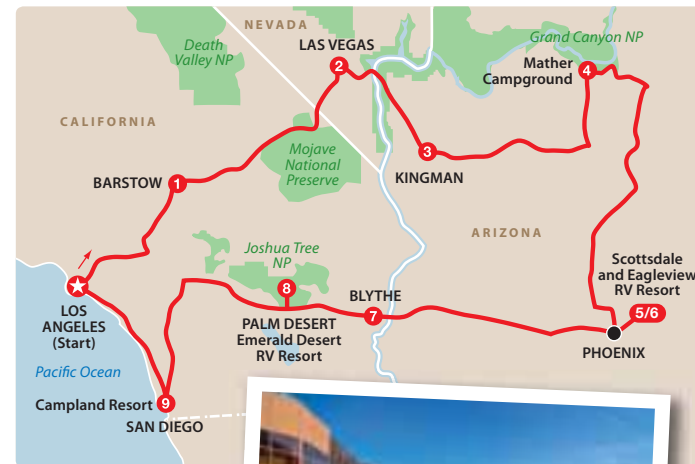 NEVADA
Death
Valley NP
LAS VEGAS
2
Grand Canyon NP
Mather
Campground
4
CALIFORNIA
Mojave
National
Preserve
3
KINGMAN
BARSTOW
1
ARIZONA
Joshua Tree
NP
8
Scottsdale
and Eagleview
RV Resort
5/6
LOS
ANGELES
(Start)
BLYTHE
7
PALM DESERT
Emerald Desert
RV Resort
PHOENIX
Pacific Ocean
Campland Resort
9
SAN DIEGO